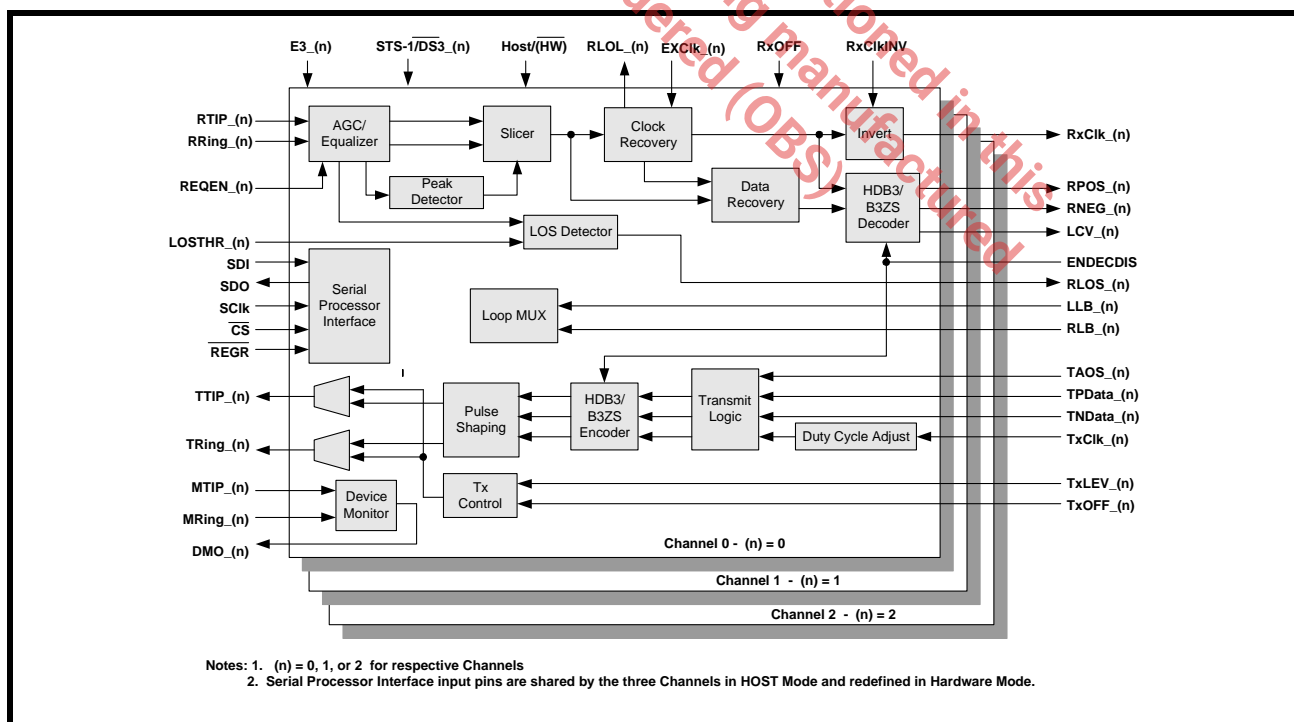 E3_(n) STS-1/DS3_(n) Host/(HW) RLOL_(n) EXClk_(n) RxOFF RxClkINV
RTIP_(n)
RRing_(n)
REQEN_(n)
LOSTHR_(n)
SDI
SDO
SClk
CS
REGR
TTIP_(n)
TRing_(n)
MTIP_(n)
MRing_(n)
DMO_(n)
AGC/
Equalizer
Peak
Detector
Slicer
LOS Detector
Clock
Recovery
Data
Recovery
Invert
HDB3/
B3ZS
Decoder
Serial
Processor
Interface
Loop MUX
Pulse
Shaping
HDB3/
B3ZS
Encoder
Transmit
Logic
Duty Cycle Adjust
Tx
Control
Device
Monitor
RxClk_(n)
RPOS_(n)
RNEG_(n)
LCV_(n)
ENDECDIS
RLOS_(n)
LLB_(n)
RLB_(n)
TAOS_(n)
TPData_(n)
TNData_(n)
TxClk_(n)
TxLEV_(n)
TxOFF_(n)
Channel 0 - (n) = 0
Channel 1 - (n) = 1
Channel 2 - (n) = 2
Notes: 1. (n) = 0, 1, or 2 for respective Channels
2. Serial Processor Interface input pins are shared by the three Channels in HOST Mode and redefined in Hardware Mode.
tioned in this
manufactured
(OBS)